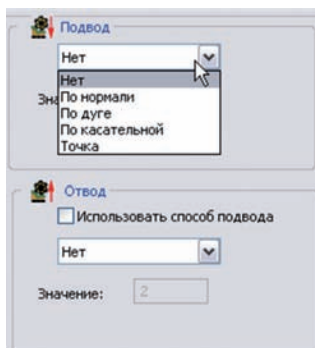 Подвод
Нет
Нет
По нормали
По дуге
По касательной
Точка
Отвод
Использовать способ подвода
Нет
Значение:
2